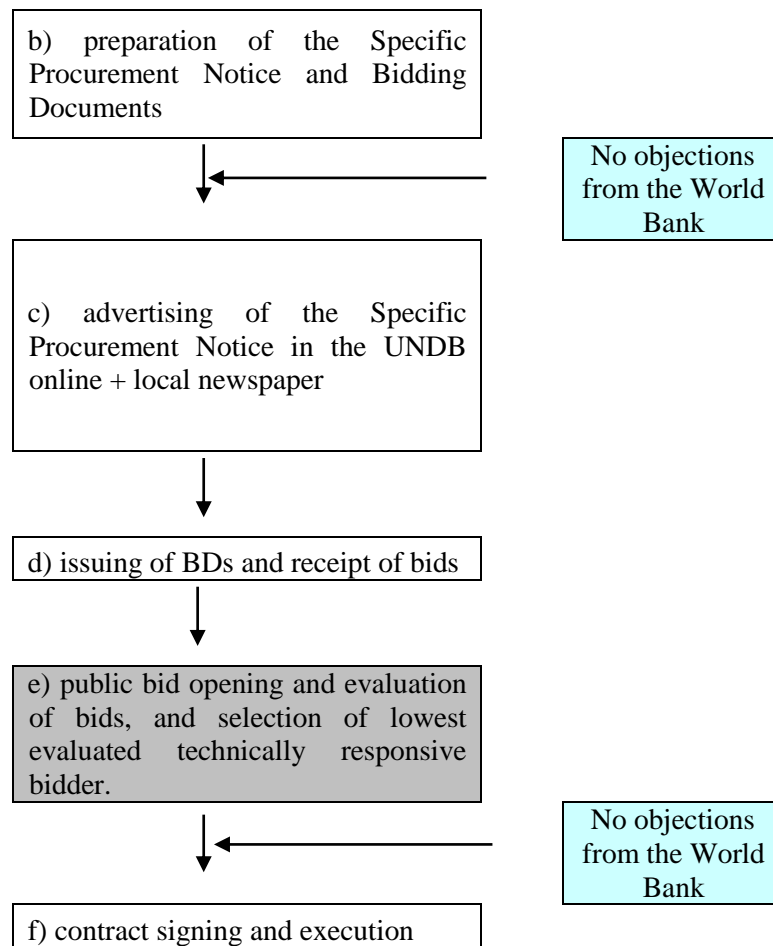 b) preparation of the Specific
Procurement Notice and Bidding
Documents
No objections
from the World
Bank
c) advertising of the Specific
Procurement Notice in the UNDB
online + local newspaper
d) issuing of BDs and receipt of bids
e) public bid opening and evaluation
of bids, and selection of lowest
evaluated technically responsive
bidder.
No objections
from the World
Bank
f) contract signing and execution